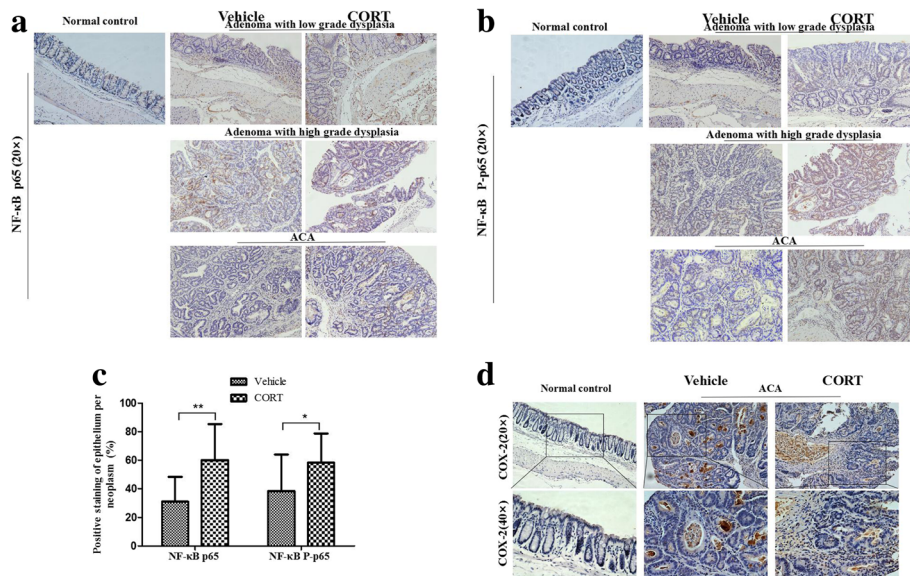 a
Normal control
Vehicle
CORT
Adenoma with low grade dysplasia
NF-κB p65 (20×)
Adenoma with high grade dysplasia
ACA
b
Normal control
Vehicle
CORT
Adenoma with low grade dysplasia
NF-κB P-p65 (20×)
Adenoma with high grade dysplasia
ACA
c
Vehicle
CORT
Positive staining of epithelium per
neoplasm (%)
100
80
60
40
20
0
**
*
NF-κB p65
NF-κB P-p65
d
Normal control
Vehicle
ACA
CORT
COX-2(20×)
COX-2(40×)